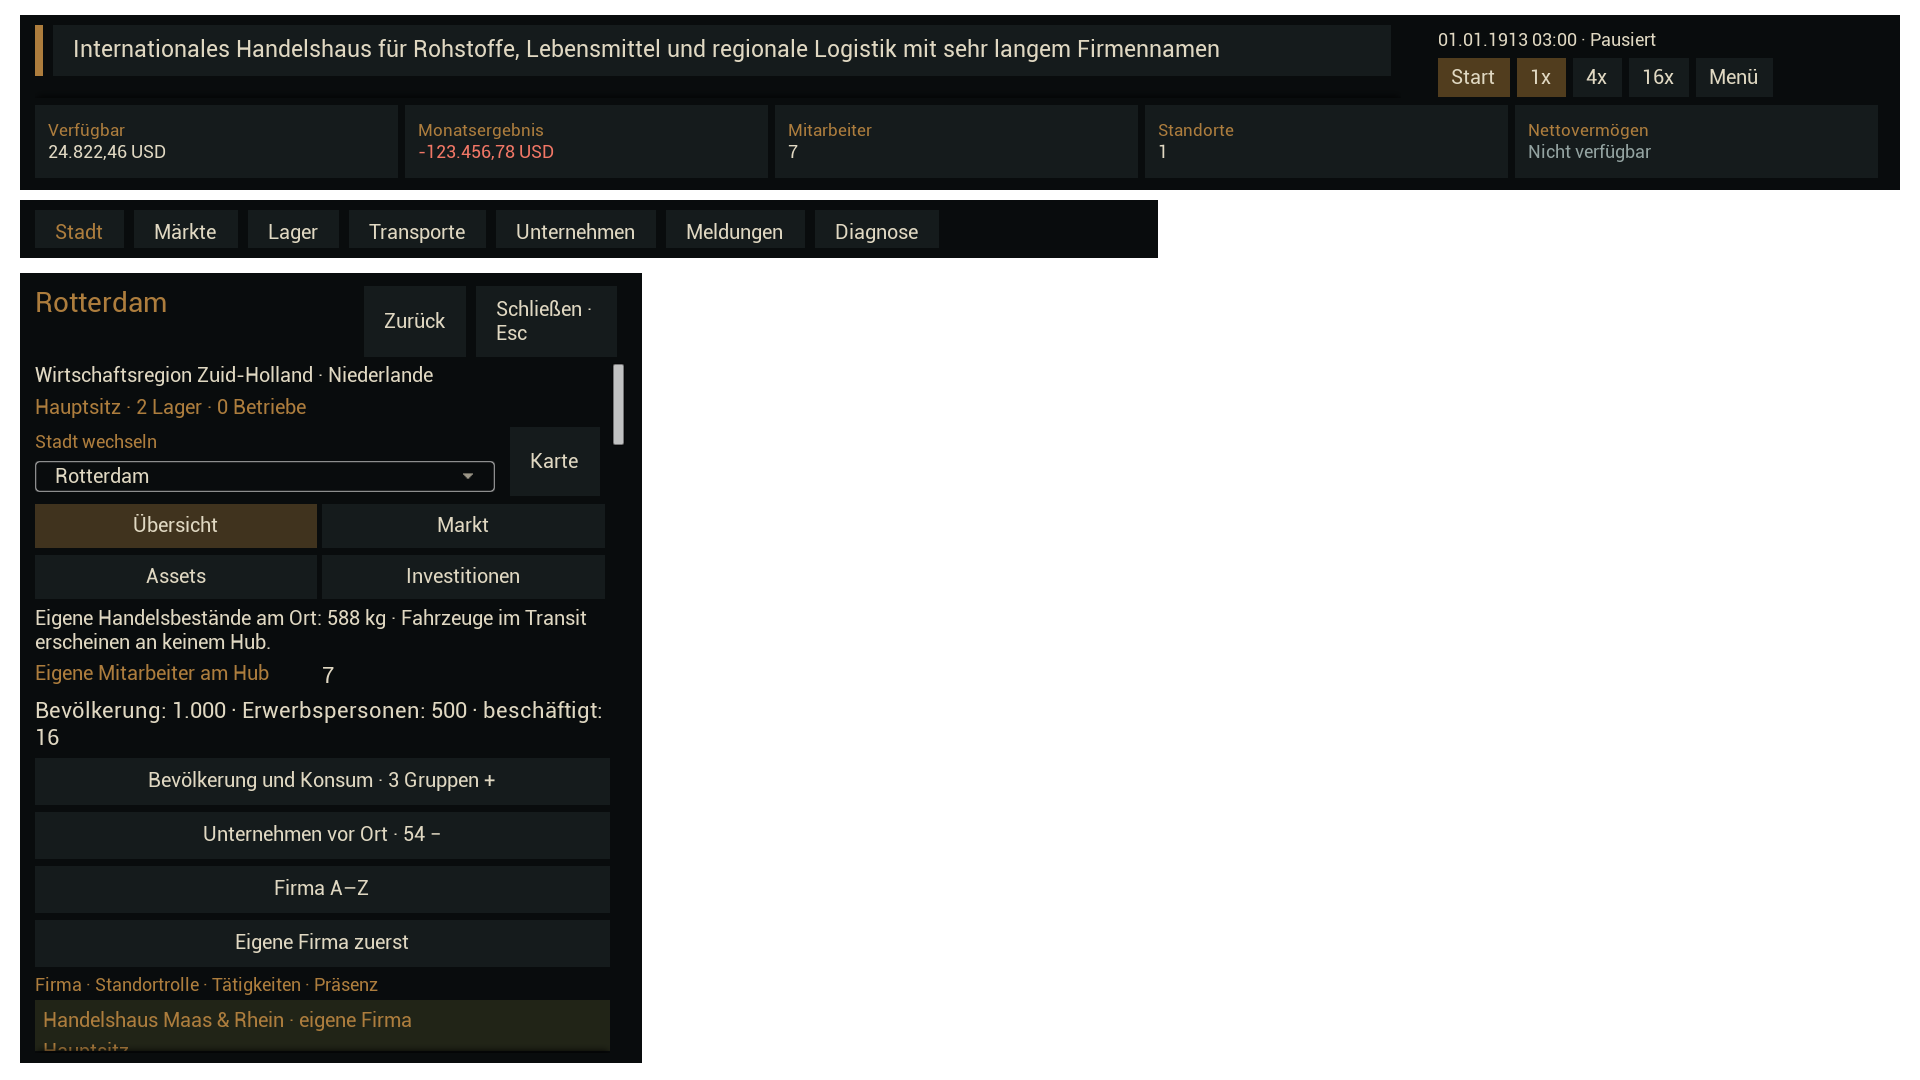 Internationales Handelshaus für Rohstoffe, Lebensmittel und regionale Logistik mit sehr langem Firmennamen
01.01.1913 03:00 · Pausiert
Start 1x 4x 16x Menü
Verfügbar
24.822,46 USD
Monatsergebnis
-123.456,78 USD
Mitarbeiter
7
Standorte
1
Nettovermögen
Nicht verfügbar
Stadt Märkte Lager Transporte Unternehmen Meldungen Diagnose
Rotterdam
Zurück
Schließen ·
Esc
Wirtschaftsregion Zuid-Holland · Niederlande
Hauptsitz · 2 Lager · 0 Betriebe
Stadt wechseln
Rotterdam
Karte
Übersicht Markt
Assets Investitionen
Eigene Handelsbestände am Ort: 588 kg · Fahrzeuge im Transit
erscheinen an keinem Hub.
Eigene Mitarbeiter am Hub 7
Bevölkerung: 1.000 · Erwerbspersonen: 500 · beschäftigt:
16
Bevölkerung und Konsum · 3 Gruppen +
Unternehmen vor Ort · 54 −
Firma A–Z
Eigene Firma zuerst
Firma · Standortrolle · Tätigkeiten · Präsenz
Handelshaus Maas & Rhein · eigene Firma
Hauptsitz